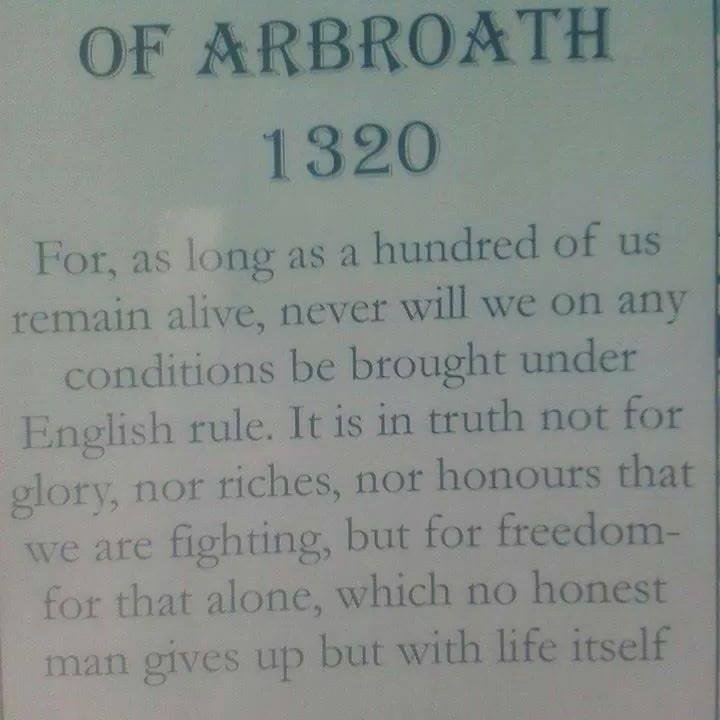 OF ARBROATH
1320
For, as long as a hundred of us
remain alive, never will we on any
conditions be brought under
English rule. It is in truth not for
glory, nor riches, nor honours that
we are fighting, but for freedom-
for that alone, which no honest
man gives up but with life itself